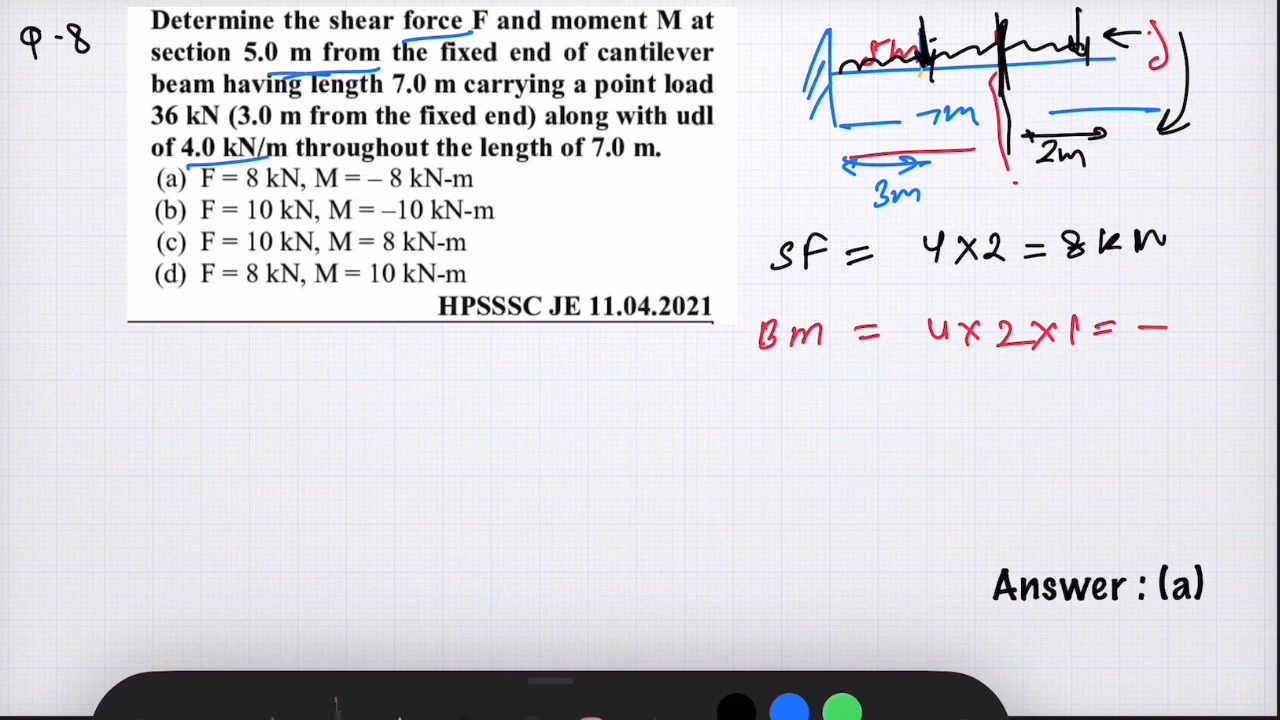 Q-8
Determine the shear force F and moment M at
section 5.0 m from the fixed end of cantilever
beam having length 7.0 m carrying a point load
36 kN (3.0 m from the fixed end) along with udl
of 4.0 kN/m throughout the length of 7.0 m.
(a) F = 8 kN, M = – 8 kN-m
(b) F = 10 kN, M = –10 kN-m
(c) F = 10 kN, M = 8 kN-m
(d) F = 8 kN, M = 10 kN-m
HPSSSC JE 11.04.2021
7m
2m
3m
SF = 4×2 = 8 kN
BM = 4×2×1 = –
Answer : (a)